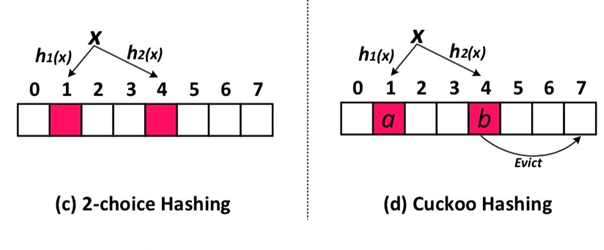 x
h1(x) h2(x)
0 1 2 3 4 5 6 7
(c) 2-choice Hashing
x
h1(x) h2(x)
0 1 2 3 4 5 6 7
a b
Evict
(d) Cuckoo Hashing